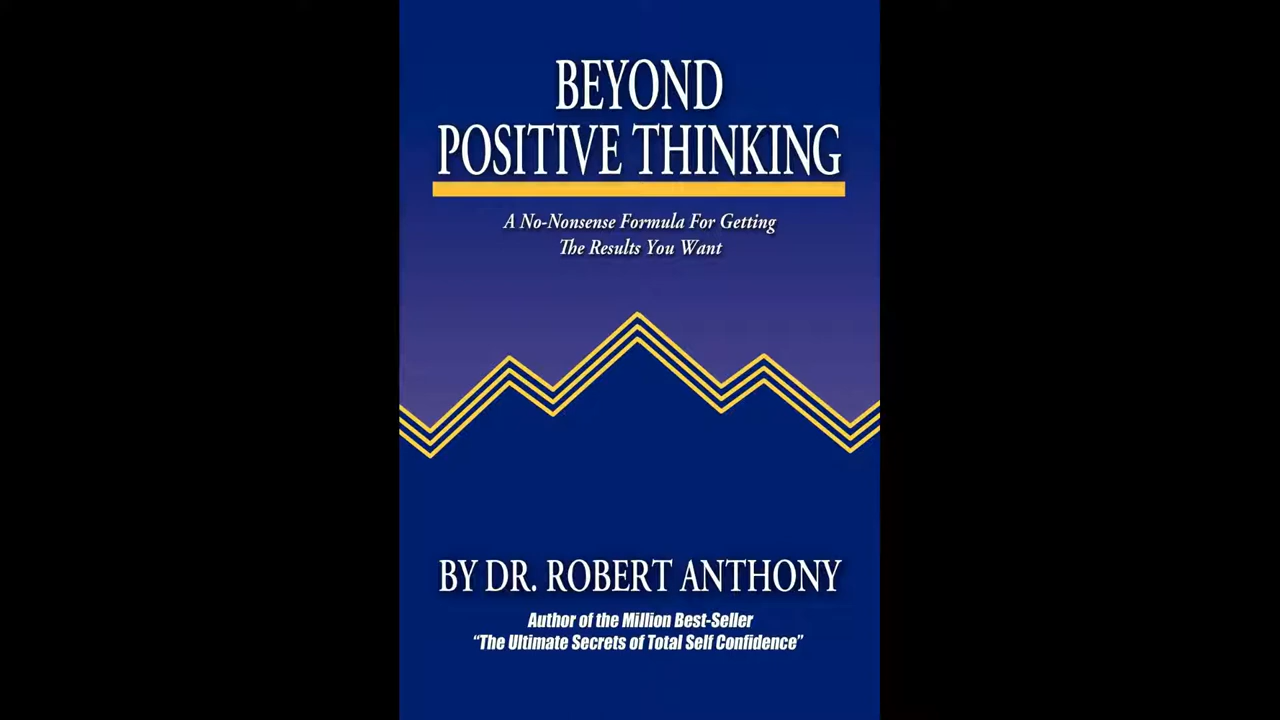 BEYOND
POSITIVE THINKING
A No-Nonsense Formula For Getting
The Results You Want
BY DR. ROBERT ANTHONY
Author of the Million Best-Seller
“The Ultimate Secrets of Total Self Confidence”